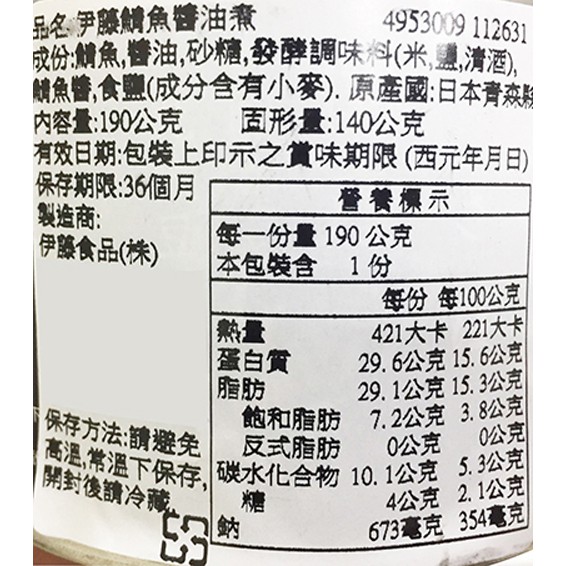 品名:伊藤鯖魚醬油煮 4953009 112631
成份:鯖魚,醬油,砂糖,發酵調味料(米,鹽,清酒),
鯖魚醬,食鹽(成分含有小麥). 原產國:日本青森縣
內容量:190公克 固形量:140公克
有效日期:包裝上印示之賞味期限 (西元年月日)
保存期限:36個月
製造商:
伊藤食品(株)
保存方法:請避免
高溫,常溫下保存,
開封後請冷藏
營養標示
每一份量 190 公克
本包裝含 1 份
每份 每100公克
熱量 421大卡 221大卡
蛋白質 29.6公克 15.6公克
脂肪 29.1公克 15.3公克
飽和脂肪 7.2公克 3.8公克
反式脂肪 0公克 0公克
碳水化合物 10.1公克 5.3公克
糖 4公克 2.1公克
鈉 673毫克 354毫克